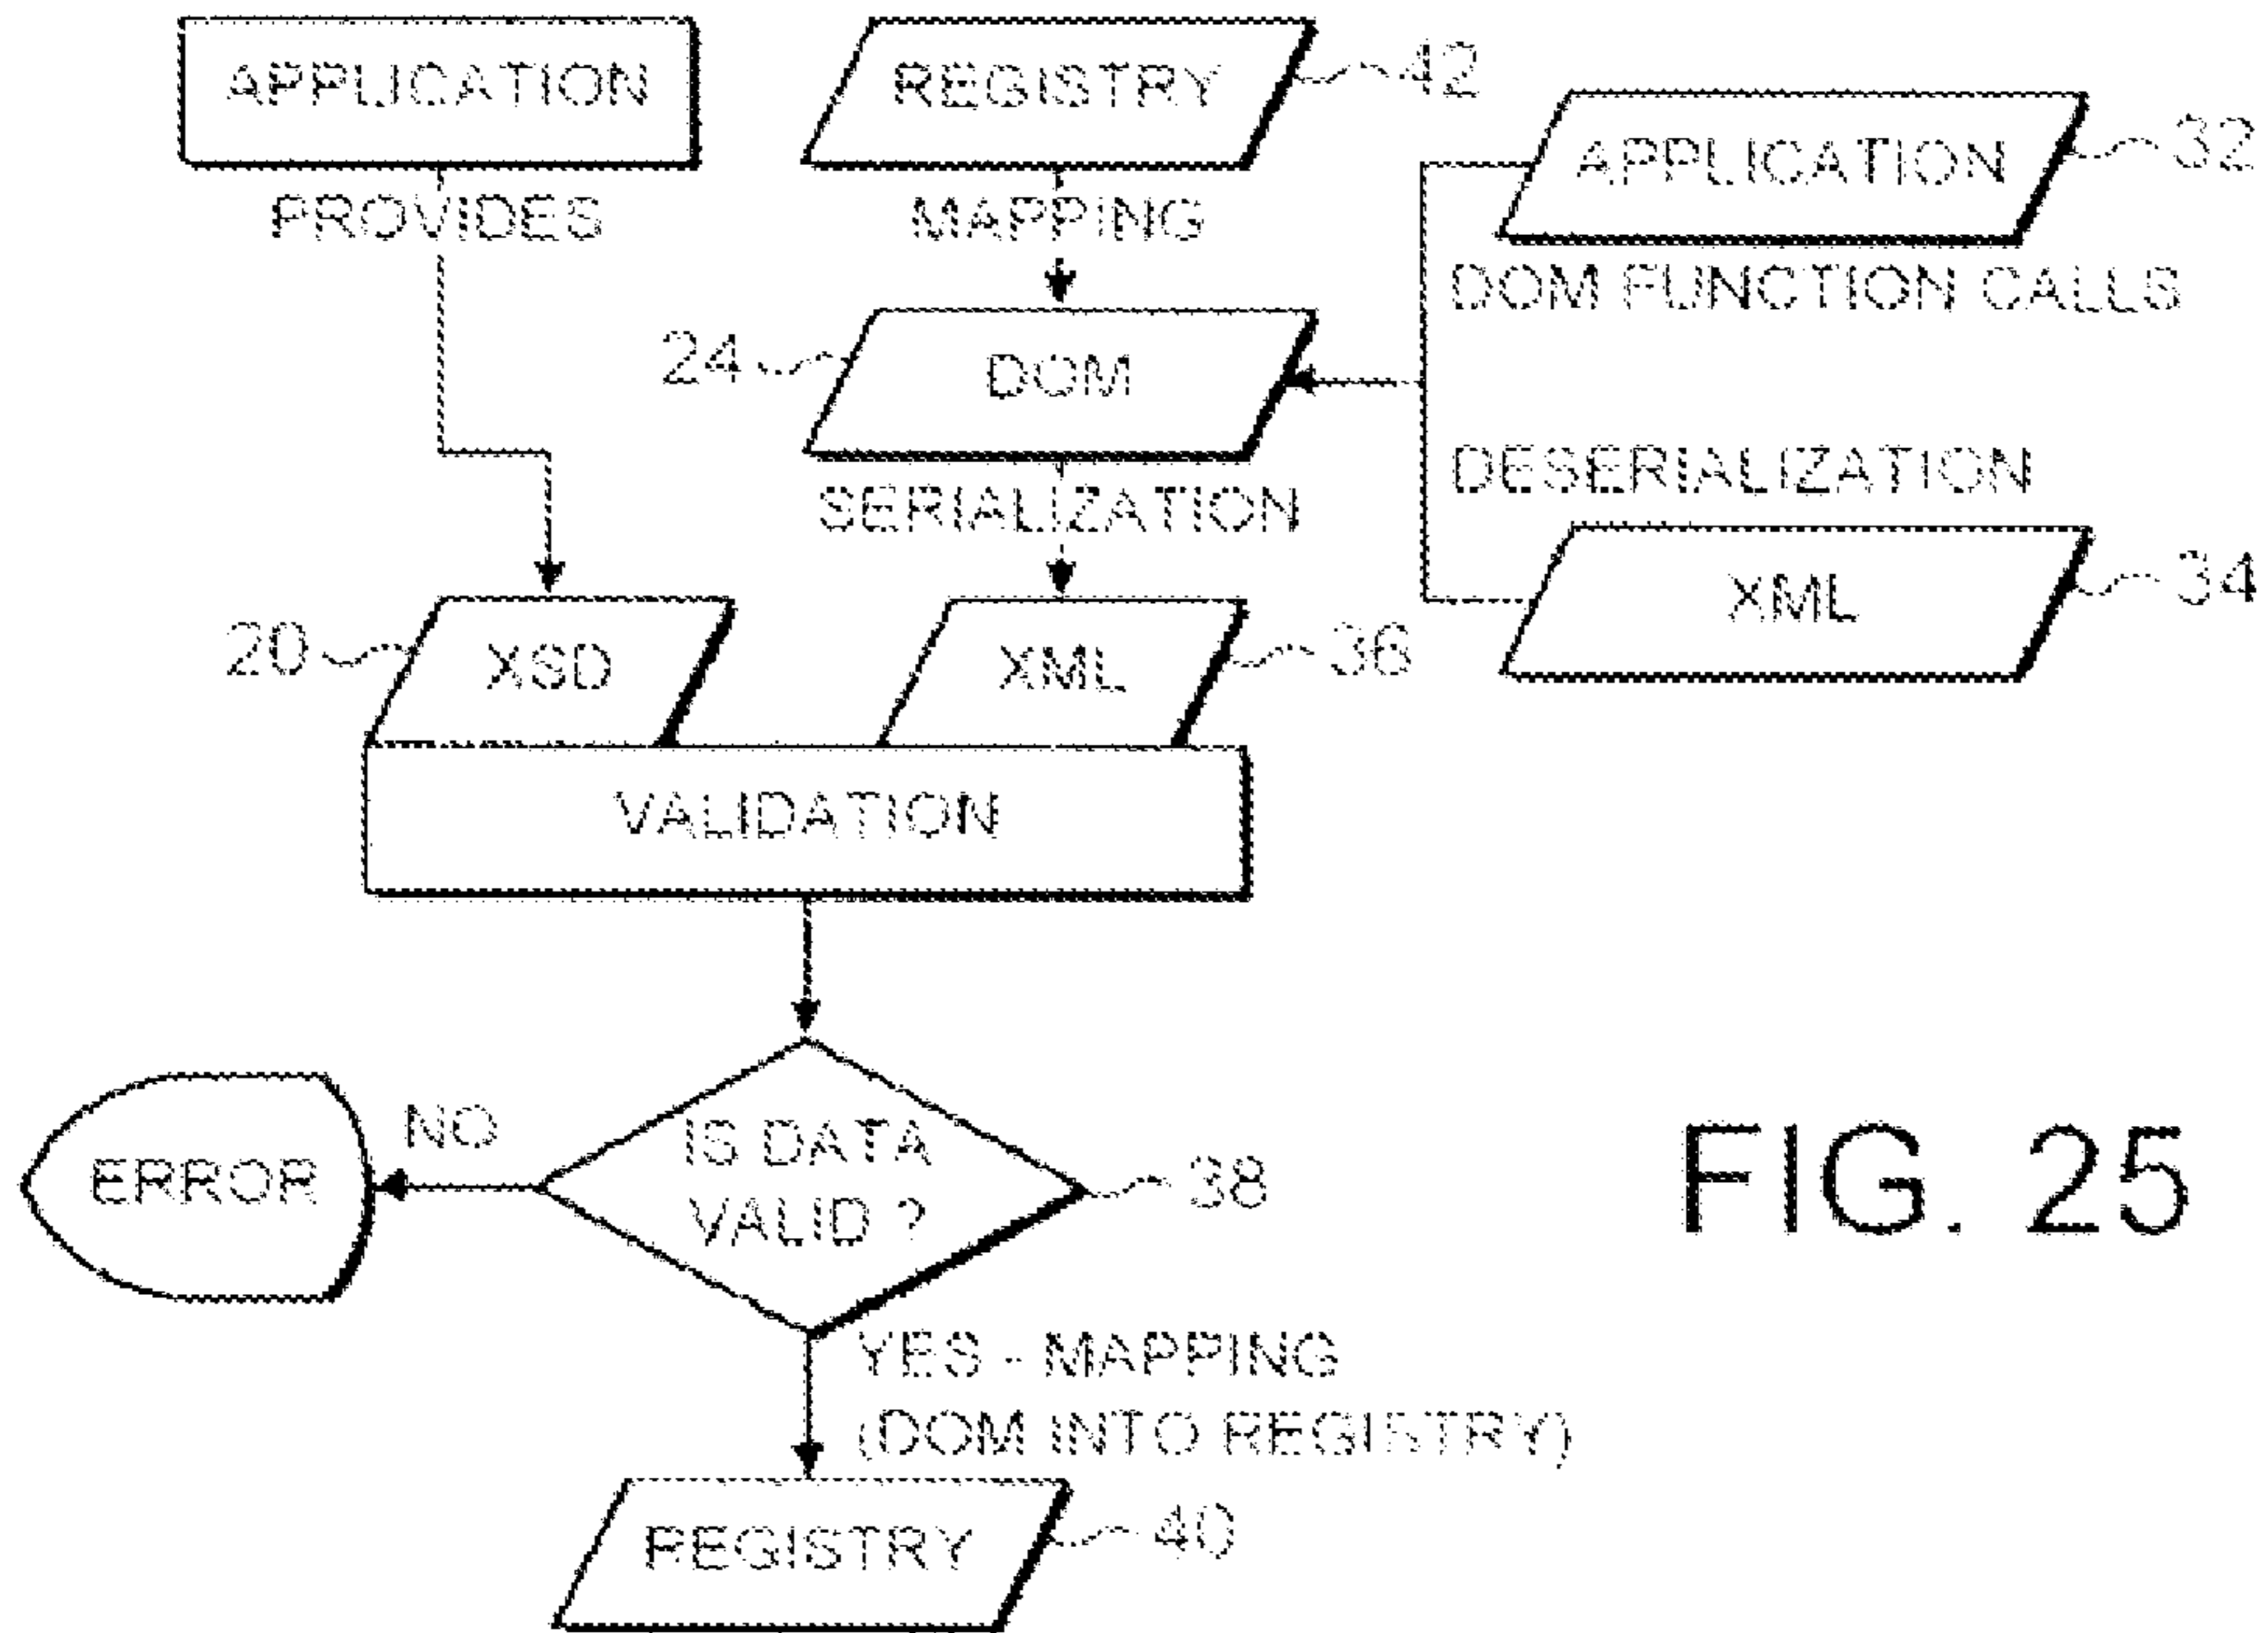 APPLICATION
REGISTRY
42
APPLICATION
32
PROVIDES
MAPPING
DOM FUNCTION CALLS
24
DOM
DESERIALIZATION
SERIALIZATION
XML
34
20
XSD
XML
36
VALIDATION
IS DATA
VALID ?
38
NO
ERROR
YES - MAPPING
(DOM INTO REGISTRY)
REGISTRY
40
FIG. 25